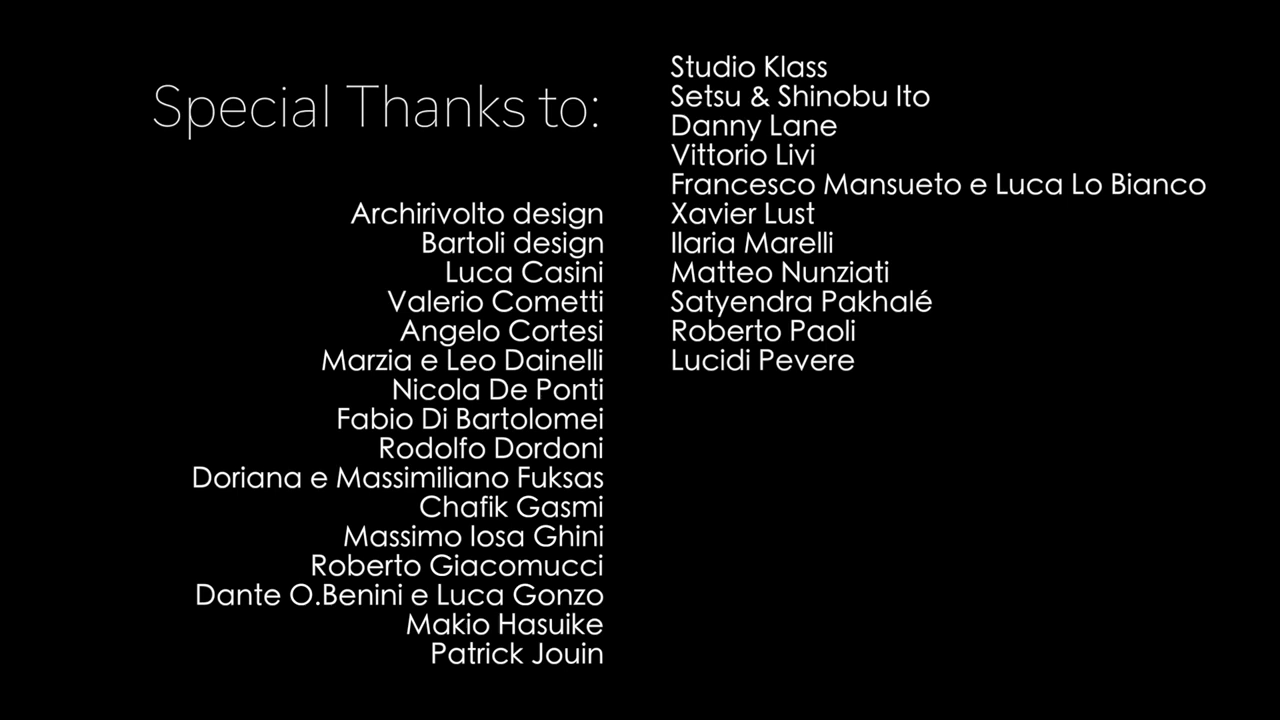 Special Thanks to:
Archirivolto design
Bartoli design
Luca Casini
Valerio Cometti
Angelo Cortesi
Marzia e Leo Dainelli
Nicola De Ponti
Fabio Di Bartolomei
Rodolfo Dordoni
Doriana e Massimiliano Fuksas
Chafik Gasmi
Massimo Iosa Ghini
Roberto Giacomucci
Dante O.Benini e Luca Gonzo
Makio Hasuike
Patrick Jouin
Studio Klass
Setsu & Shinobu Ito
Danny Lane
Vittorio Livi
Francesco Mansueto e Luca Lo Bianco
Xavier Lust
Ilaria Marelli
Matteo Nunziati
Satyendra Pakhalé
Roberto Paoli
Lucidi Pevere